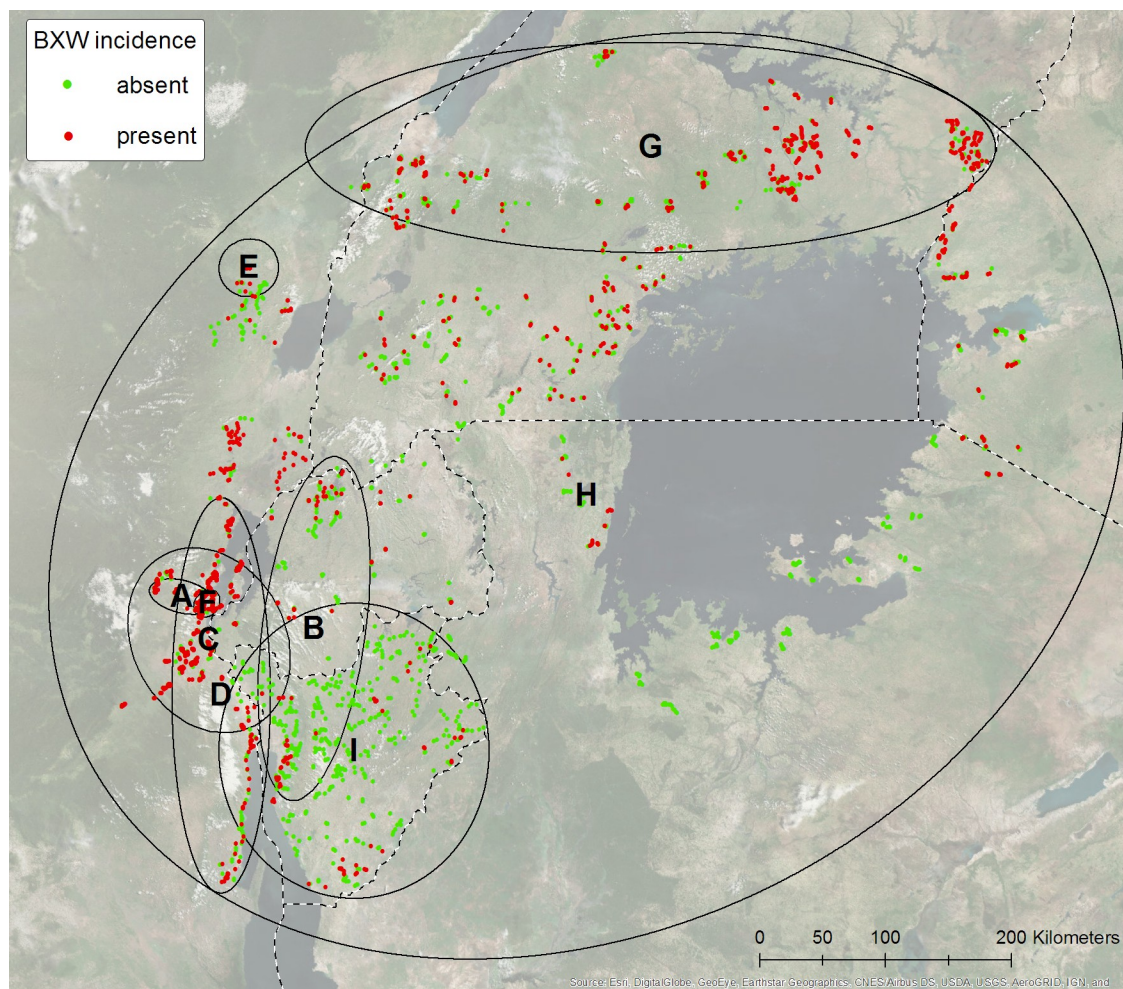 BXW incidence
absent
present
G
E
H
A
F
B
C
D
I
0 50 100 200 Kilometers
Source: Esri, DigitalGlobe, GeoEye, Earthstar Geographics, CNES/Airbus DS, USDA, USGS, AeroGRID, IGN, and